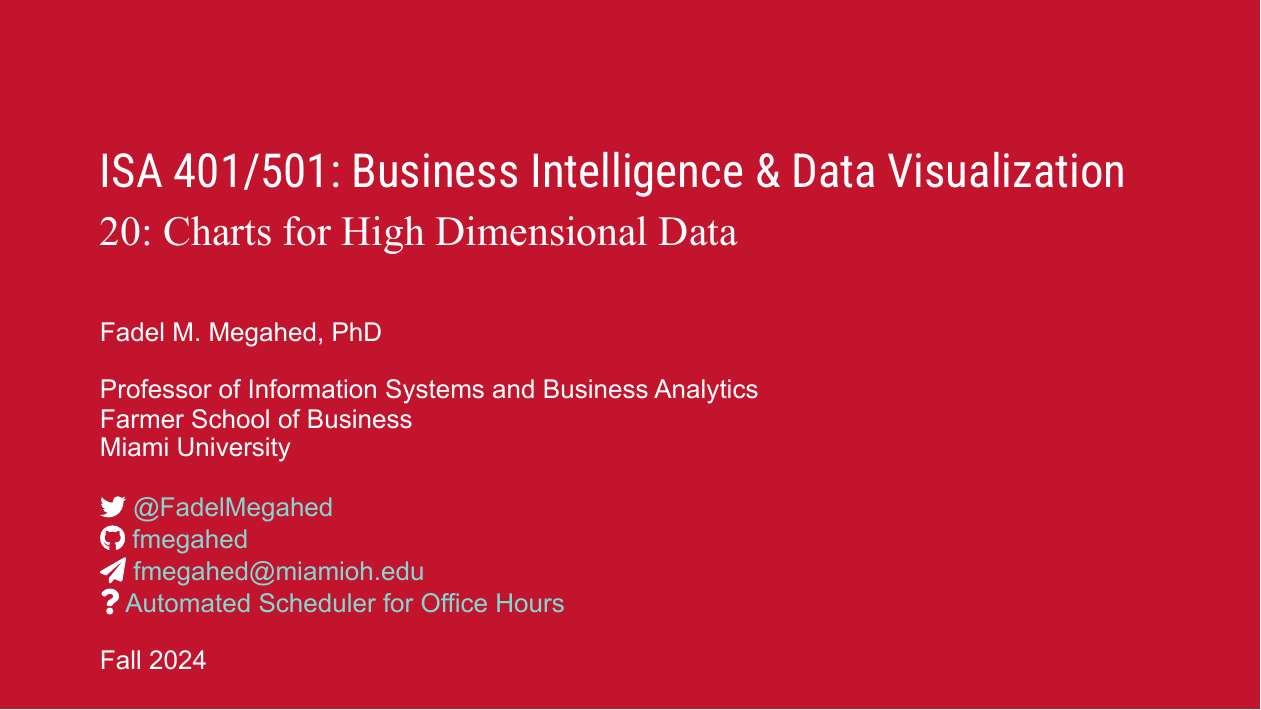 ISA 401/501: Business Intelligence & Data Visualization
20: Charts for High Dimensional Data
Fadel M. Megahed, PhD
Professor of Information Systems and Business Analytics
Farmer School of Business
Miami University
@FadelMegahed
fmegahed
fmegahed@miamioh.edu
? Automated Scheduler for Office Hours
Fall 2024